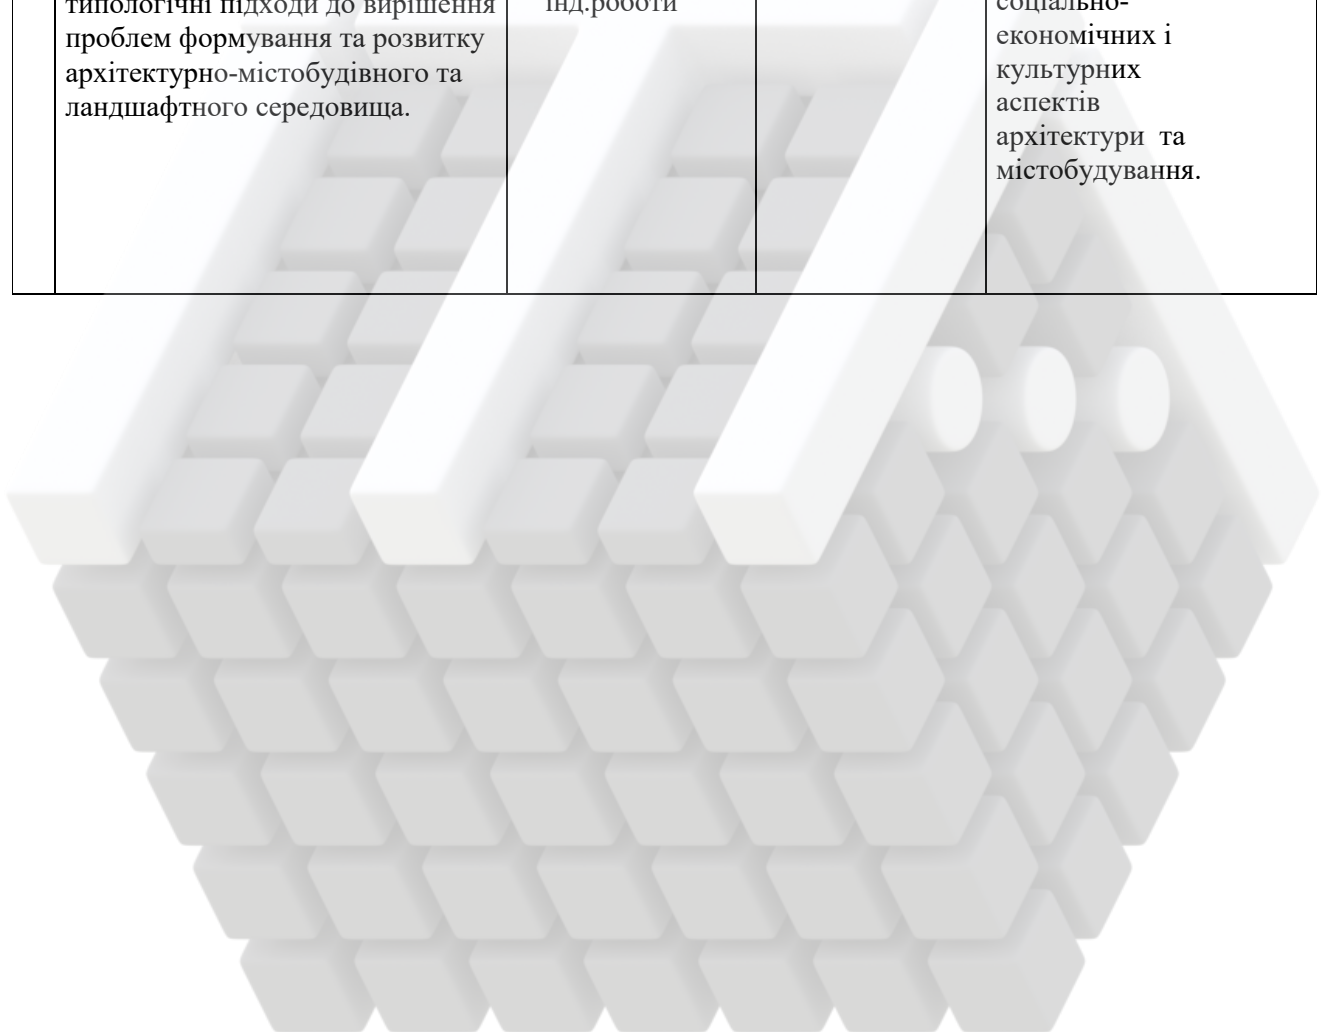 типологічні підходи до вирішення
проблем формування та розвитку
архітектурно-містобудівного та
ландшафтного середовища.
інд.роботи
соціально-
економічних і
культурних
аспектів
архітектури та
містобудування.